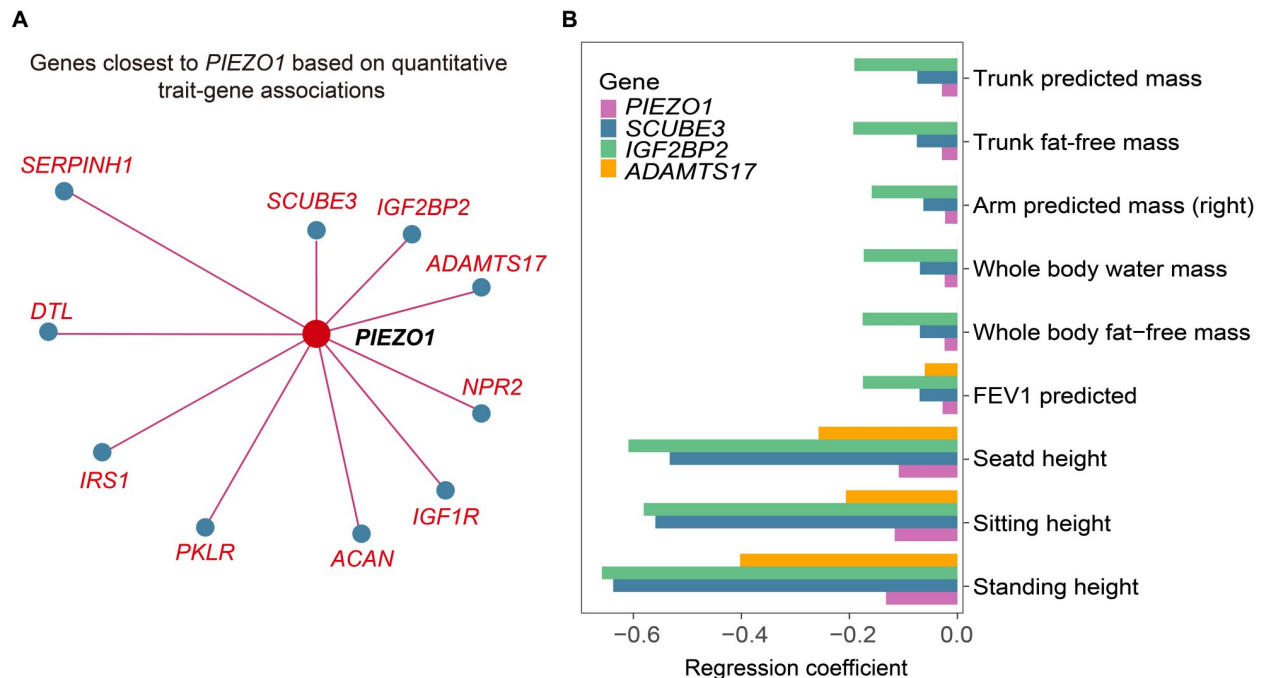 A
Genes closest to PIEZO1 based on quantitative
trait-gene associations
SERPINH1
SCUBE3
IGF2BP2
ADAMTS17
DTL
PIEZO1
NPR2
IRS1
IGF1R
PKLR
ACAN
B
Gene
PIEZO1
SCUBE3
IGF2BP2
ADAMTS17
Trunk predicted mass
Trunk fat-free mass
Arm predicted mass (right)
Whole body water mass
Whole body fat−free mass
FEV1 predicted
Seatd height
Sitting height
Standing height
−0.6 −0.4 −0.2 0.0
Regression coefficient